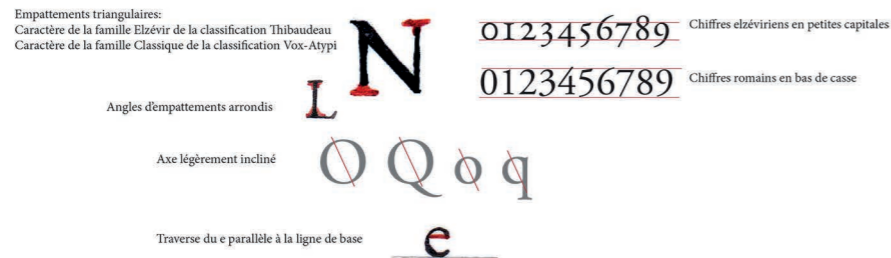 Empattements triangulaires:
Caractère de la famille Elzévir de la classification Thibaudeau
Caractère de la famille Classique de la classification Vox-Atypi
N
0123456789 Chiffres elzéviriens en petites capitales
0123456789 Chiffres romains en bas de casse
Angles d'empattements arrondis L
Axe légèrement incliné O Q o q
Traverse du e parallèle à la ligne de base e